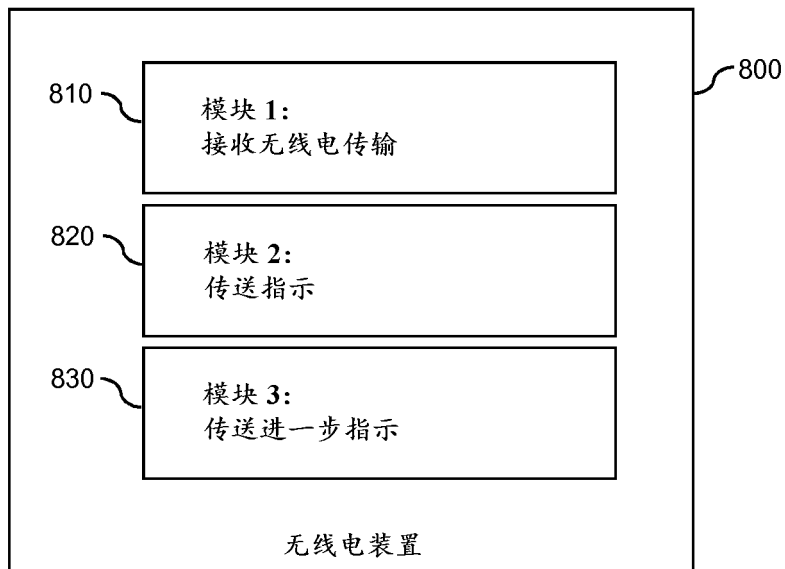 800
810
模块 1:
接收无线电传输
820
模块 2:
传送指示
830
模块 3:
传送进一步指示
无线电装置